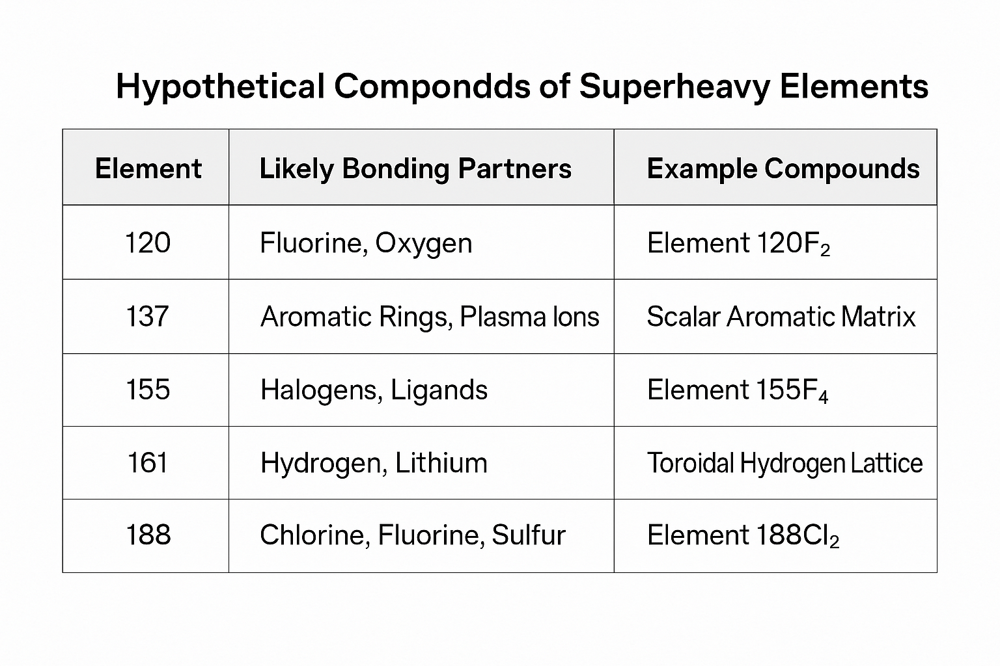 Hypothetical Compondds of Superheavy Elements
Element Likely Bonding Partners Example Compounds
120 Fluorine, Oxygen Element 120F₂
137 Aromatic Rings, Plasma Ions Scalar Aromatic Matrix
155 Halogens, Ligands Element 155F₄
161 Hydrogen, Lithium Toroidal Hydrogen Lattice
188 Chlorine, Fluorine, Sulfur Element 188Cl₂